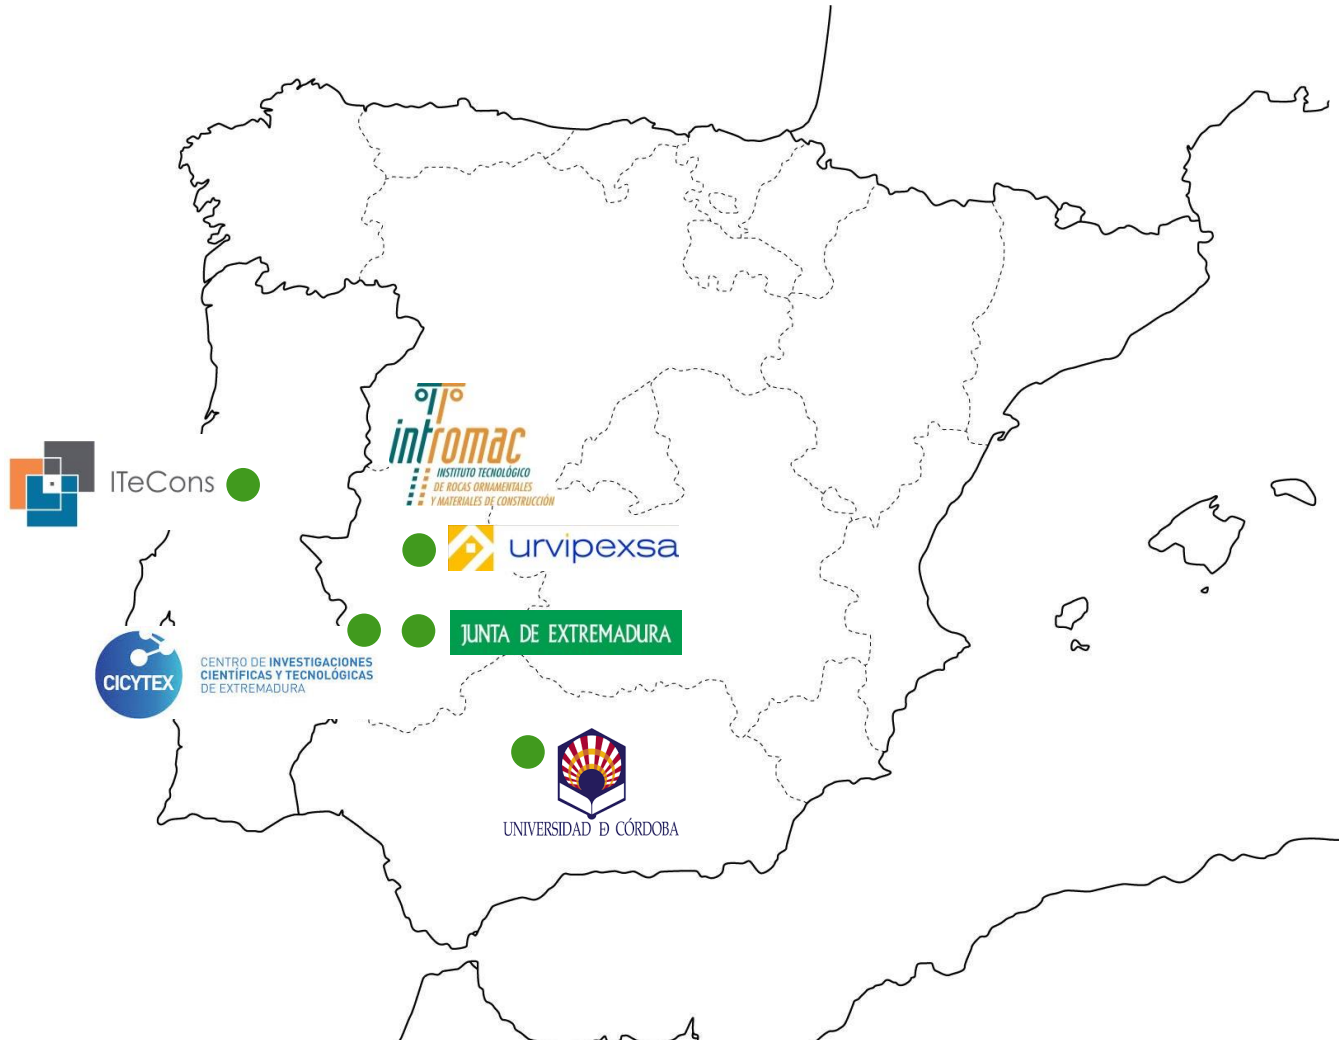 intromac
INSTITUTO TECNOLÓGICO
DE ROCAS ORNAMENTALES
Y MATERIALES DE CONSTRUCCIÓN
ITeCons
urvipexsa
JUNTA DE EXTREMADURA
CICYTEX
CENTRO DE INVESTIGACIONES
CIENTÍFICAS Y TECNOLÓGICAS
DE EXTREMADURA
UNIVERSIDAD Ð CÓRDOBA